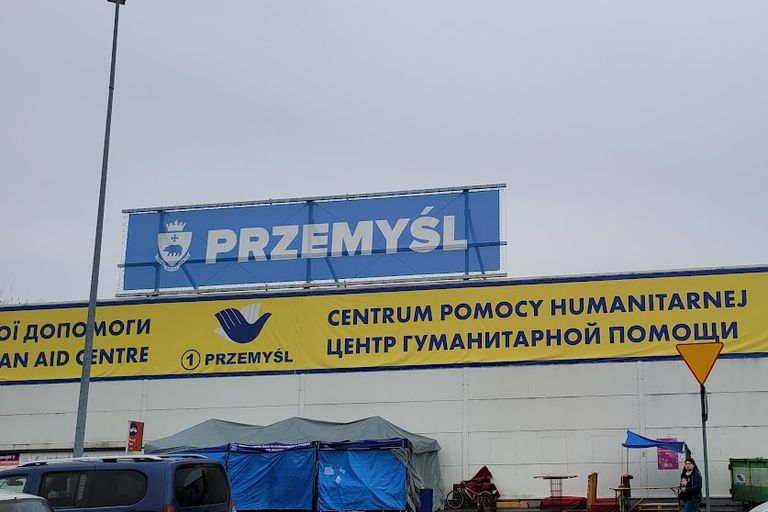 PRZEMYŚL
ОЇ ДОПОМОГИ
AN AID CENTRE
1 PRZEMYŚL
CENTRUM POMOCY HUMANITARNEJ
ЦЕНТР ГУМАНИТАРНОЙ ПОМОЩИ